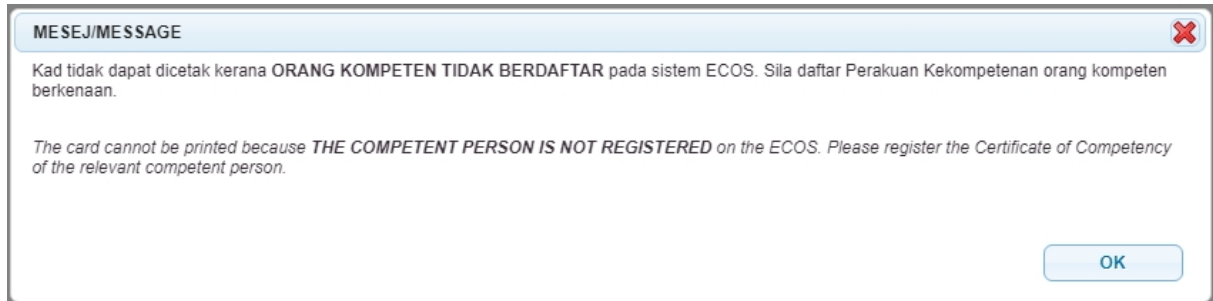 MESEJ/MESSAGE
Kad tidak dapat dicetak kerana ORANG KOMPETEN TIDAK BERDAFTAR pada sistem ECOS. Sila daftar Perakuan Kekompetenan orang kompeten
berkenaan.
The card cannot be printed because THE COMPETENT PERSON IS NOT REGISTERED on the ECOS. Please register the Certificate of Competency
of the relevant competent person.
OK